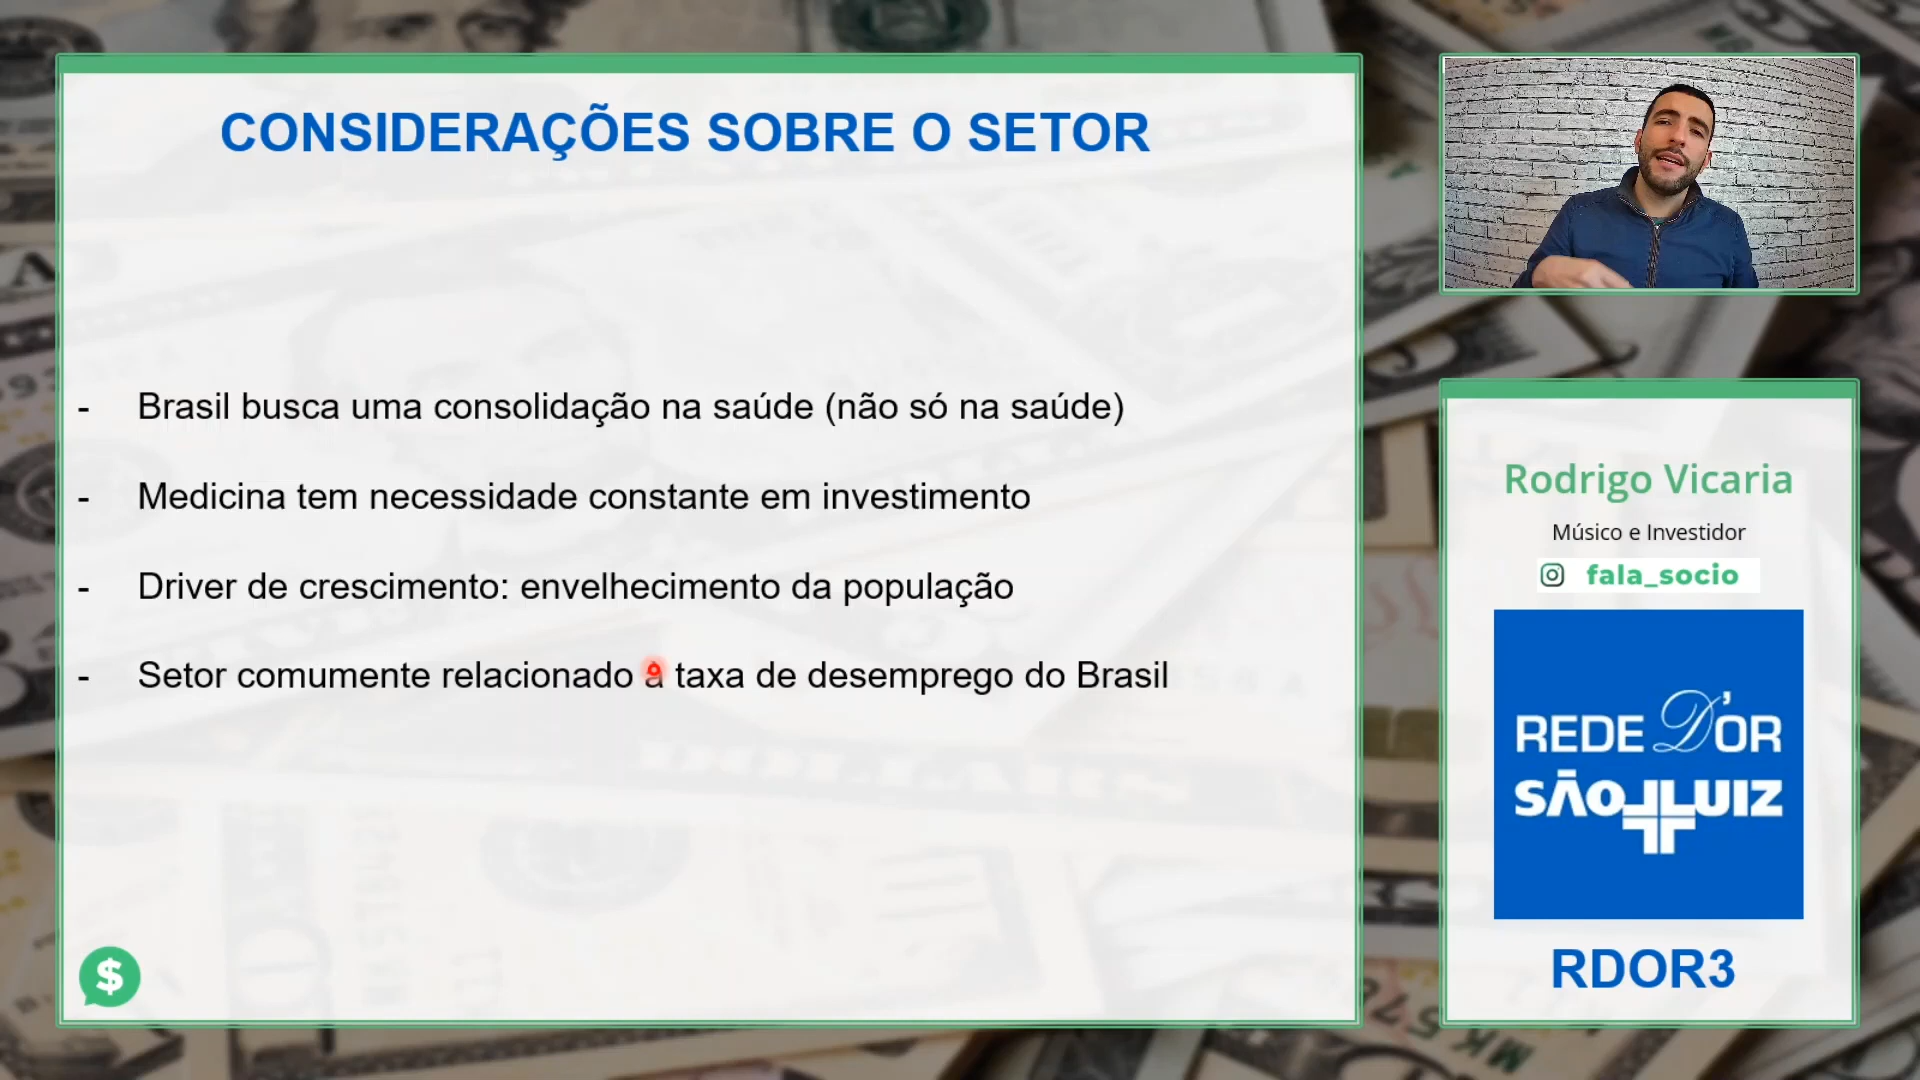 CONSIDERAÇÕES SOBRE O SETOR
- Brasil busca uma consolidação na saúde (não só na saúde)
- Medicina tem necessidade constante em investimento
- Driver de crescimento: envelhecimento da população
- Setor comumente relacionado a taxa de desemprego do Brasil
$
Rodrigo Vicaria
Músico e Investidor
fala_socio
REDE D'OR
SÃO LUIZ
RDOR3